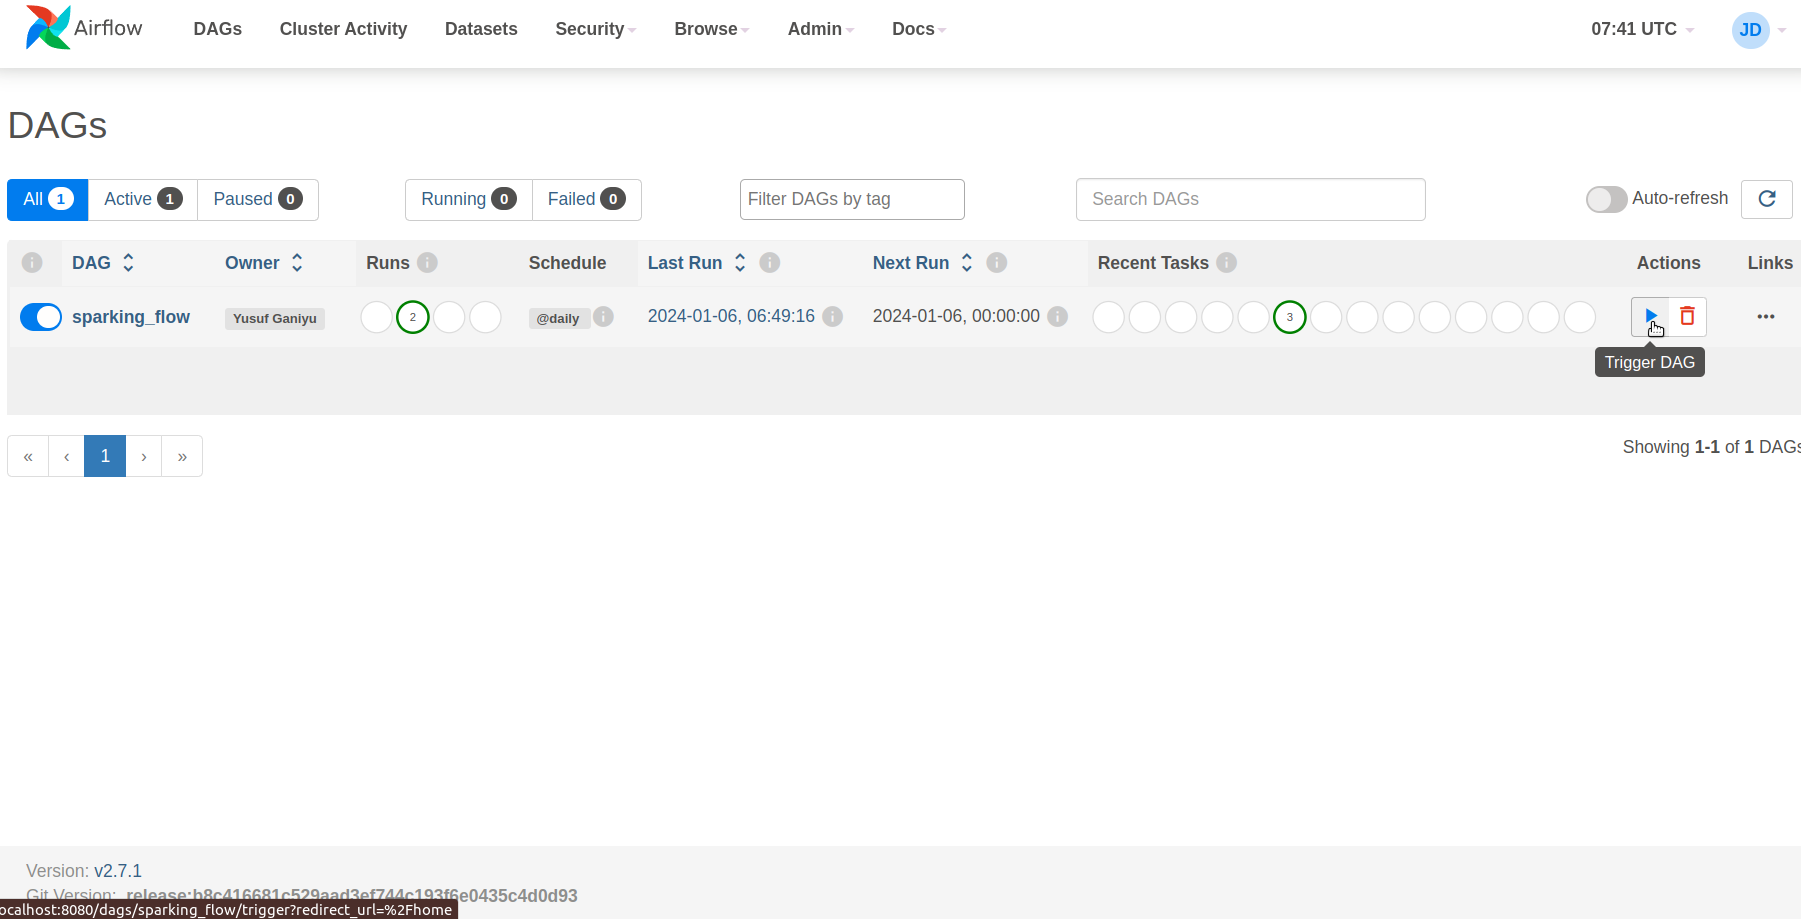 Airflow DAGs Cluster Activity Datasets Security Browse Admin Docs 07:41 UTC JD
DAGs
All 1 Active 1 Paused 0 Running 0 Failed 0 Filter DAGs by tag Search DAGs Auto-refresh
DAG Owner Runs Schedule Last Run Next Run Recent Tasks Actions Links
sparking_flow Yusuf Ganiyu 2 @daily 2024-01-06, 06:49:16 2024-01-06, 00:00:00 3 •••
Trigger DAG
« ‹ 1 › » Showing 1-1 of 1 DAGs
Version: v2.7.1
Git Version: .release:b8c416681c529aad3ef744c193f6e0435c4d0d93
ocalhost:8080/dags/sparking_flow/trigger?redirect_url=%2Fhome